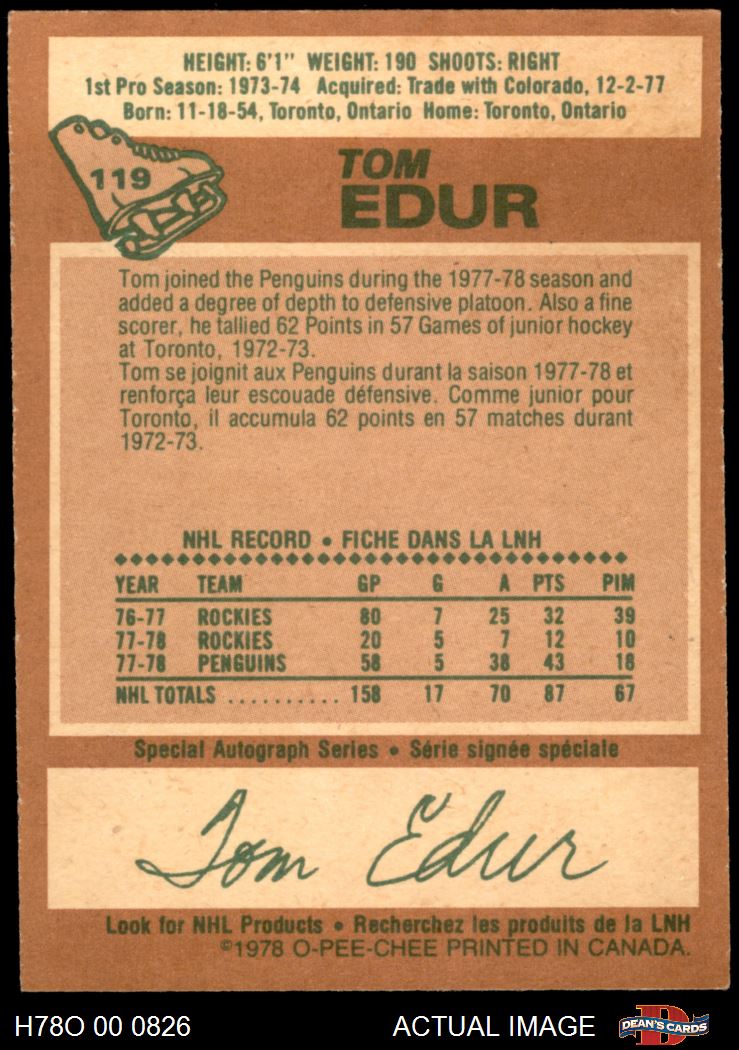 HEIGHT: 6'1" WEIGHT: 190 SHOOTS: RIGHT
1st Pro Season: 1973-74 Acquired: Trade with Colorado, 12-2-77
Born: 11-18-54, Toronto, Ontario Home: Toronto, Ontario
119
TOM
EDUR
Tom joined the Penguins during the 1977-78 season and
added a degree of depth to defensive platoon. Also a fine
scorer, he tallied 62 Points in 57 Games of junior hockey
at Toronto, 1972-73.
Tom se joignit aux Penguins durant la saison 1977-78 et
renforça leur escouade défensive. Comme junior pour
Toronto, il accumula 62 points en 57 matches durant
1972-73.
NHL RECORD • FICHE DANS LA LNH
YEAR TEAM GP G A PTS PIM
76-77 ROCKIES 80 7 25 32 39
77-78 ROCKIES 20 5 7 12 10
77-78 PENGUINS 58 5 38 43 18
NHL TOTALS .......... 158 17 70 87 67
Special Autograph Series • Série signée spéciale
Tom Edur
Look for NHL Products • Recherchez les produits de la LNH
©1978 O-PEE-CHEE PRINTED IN CANADA.
H78O 00 0826 ACTUAL IMAGE D DEAN'S CARDS